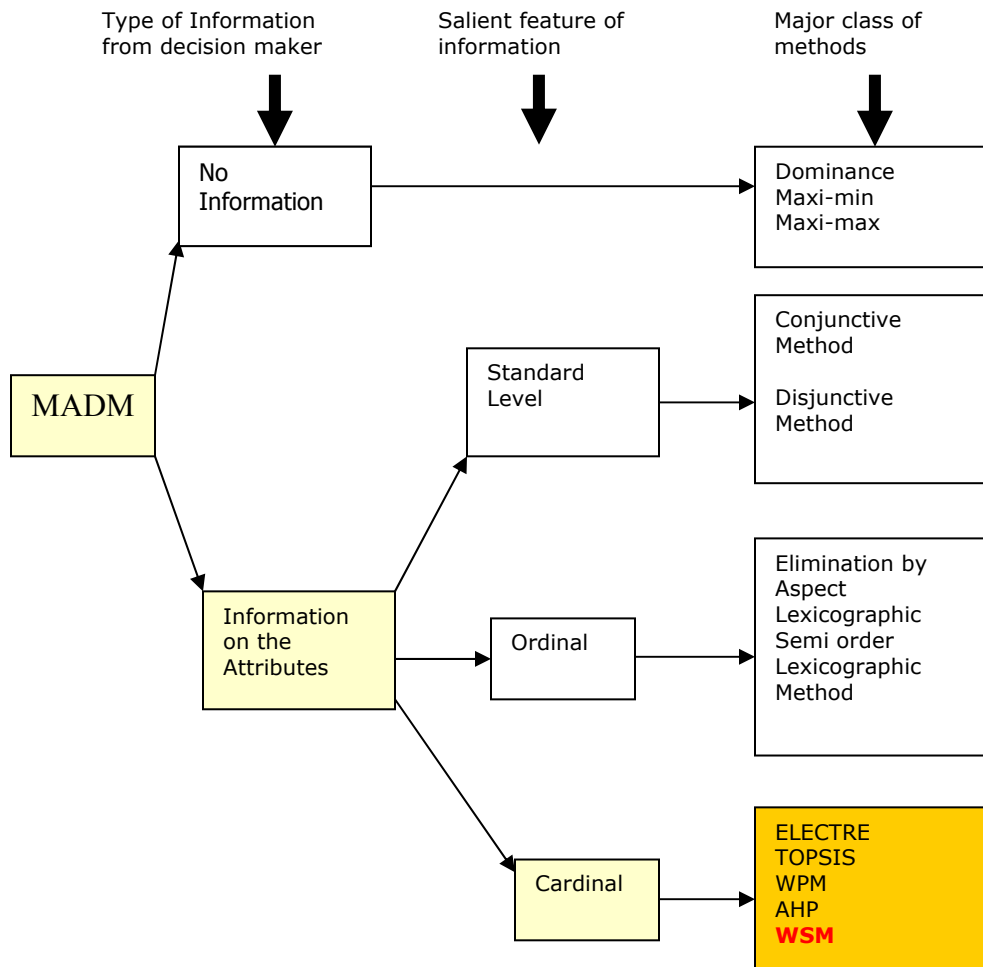 Type of Information
from decision maker
Salient feature of
information
Major class of
methods
No
Information
Dominance
Maxi-min
Maxi-max
MADM
Standard
Level
Conjunctive
Method
Disjunctive
Method
Information
on the
Attributes
Ordinal
Elimination by
Aspect
Lexicographic
Semi order
Lexicographic
Method
Cardinal
ELECTRE
TOPSIS
WPM
AHP
WSM